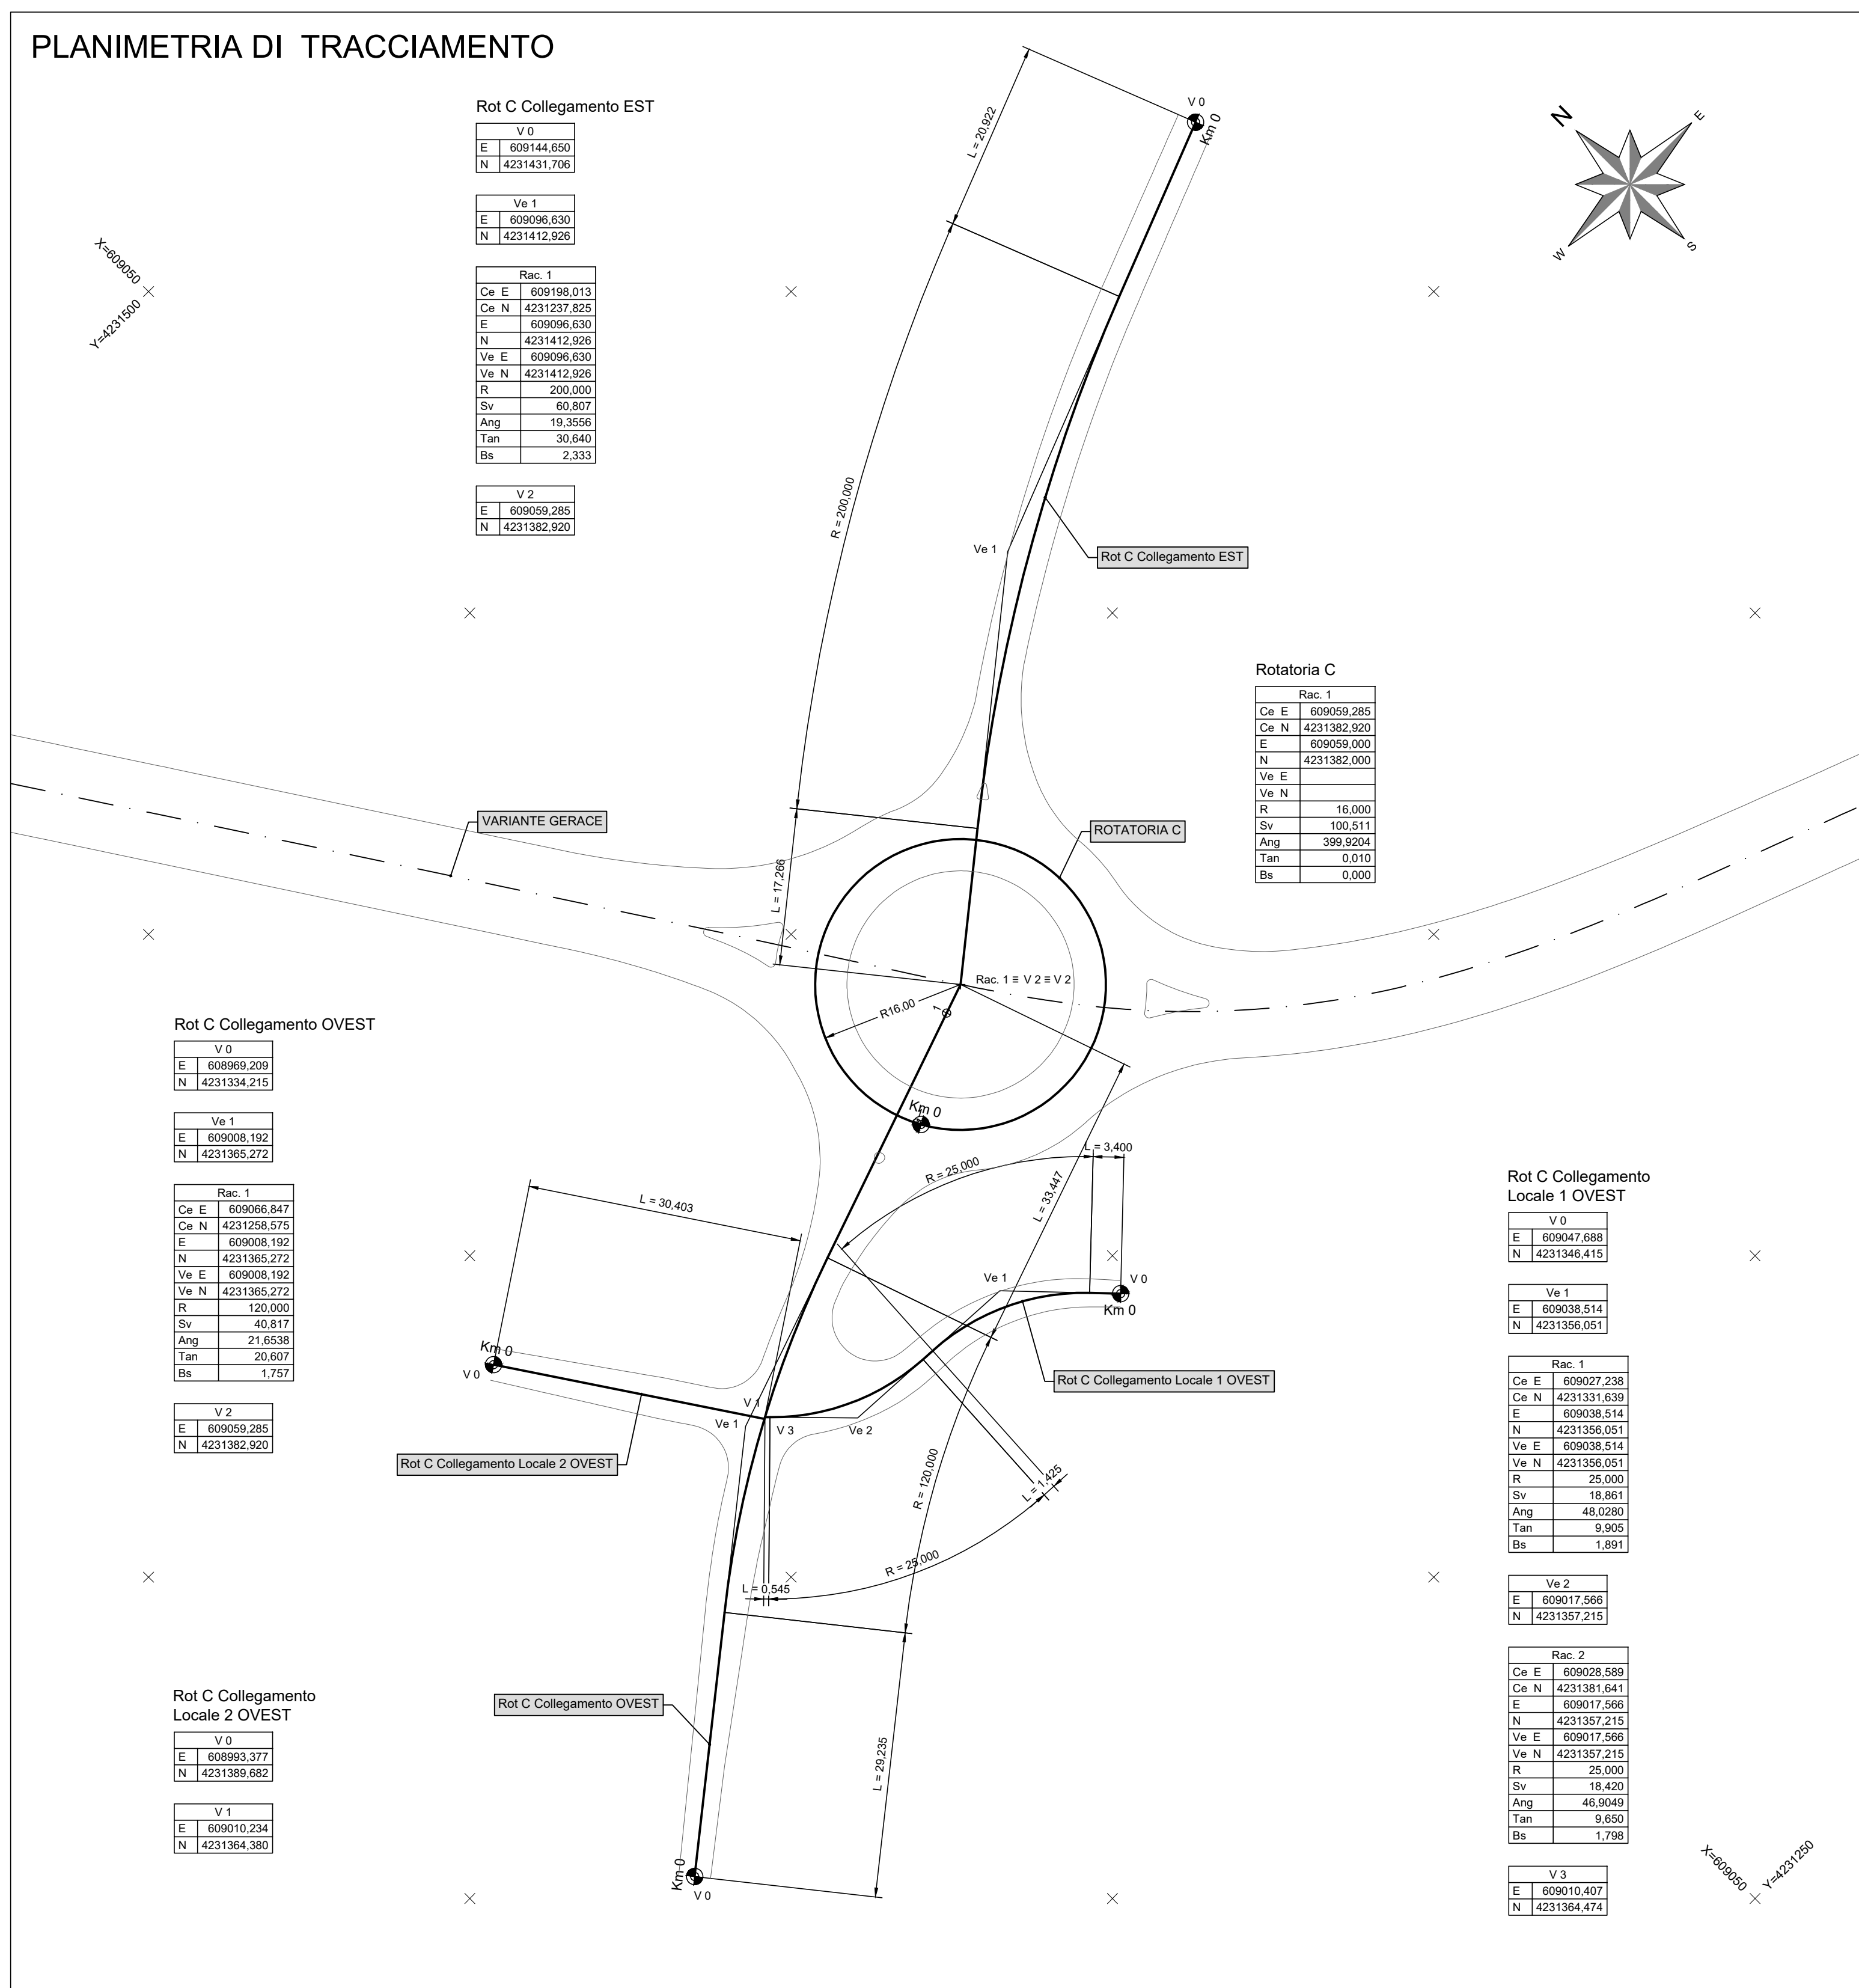 PLANIMETRIA DI TRACCIAMENTO
Rot C Collegamento EST
V 0
E 609144,650
N 4231431,706
Ve 1
E 609096,630
N 4231412,926
Rac. 1
Ce E 609198,013
Ce N 4231237,825
E 609096,630
N 4231412,926
Ve E 609096,630
Ve N 4231412,926
R 200,000
Sv 60,807
Ang 19,3556
Tan 30,640
Bs 2,333
V 2
E 609059,285
N 4231382,920
X=609050
Y=4231500
L = 20,922
V 0
Km 0
N
E
W
S
R = 200,000
Ve 1
Rot C Collegamento EST
Rotatoria C
Rac. 1
Ce E 609059,285
Ce N 4231382,920
E 609059,000
N 4231382,000
Ve E
Ve N
R 16,000
Sv 100,511
Ang 399,9204
Tan 0,010
Bs 0,000
VARIANTE GERACE
ROTATORIA C
L = 17,266
Rac. 1 ≡ V 2 ≡ V 2
R16,00
1
Km 0
Rot C Collegamento OVEST
V 0
E 608969,209
N 4231334,215
Ve 1
E 609008,192
N 4231365,272
Rac. 1
Ce E 609066,847
Ce N 4231258,575
E 609008,192
N 4231365,272
Ve E 609008,192
Ve N 4231365,272
R 120,000
Sv 40,817
Ang 21,6538
Tan 20,607
Bs 1,757
V 2
E 609059,285
N 4231382,920
L = 3,400
R = 25,000
L = 33,447
L = 30,403
Ve 1
V 0
Km 0
Km 0
V 0
Rot C Collegamento Locale 1 OVEST
V 1
Ve 1
V 3
Ve 2
Rot C Collegamento Locale 2 OVEST
L = 1,425
R = 120,000
R = 25,000
L = 0,545
Rot C Collegamento OVEST
L = 29,235
Km 0
V 0
Rot C Collegamento
Locale 2 OVEST
V 0
E 608993,377
N 4231389,682
V 1
E 609010,234
N 4231364,380
Rot C Collegamento
Locale 1 OVEST
V 0
E 609047,688
N 4231346,415
Ve 1
E 609038,514
N 4231356,051
Rac. 1
Ce E 609027,238
Ce N 4231331,639
E 609038,514
N 4231356,051
Ve E 609038,514
Ve N 4231356,051
R 25,000
Sv 18,861
Ang 48,0280
Tan 9,905
Bs 1,891
Ve 2
E 609017,566
N 4231357,215
Rac. 2
Ce E 609028,589
Ce N 4231381,641
E 609017,566
N 4231357,215
Ve E 609017,566
Ve N 4231357,215
R 25,000
Sv 18,420
Ang 46,9049
Tan 9,650
Bs 1,798
V 3
E 609010,407
N 4231364,474
X=609050
Y=4231250